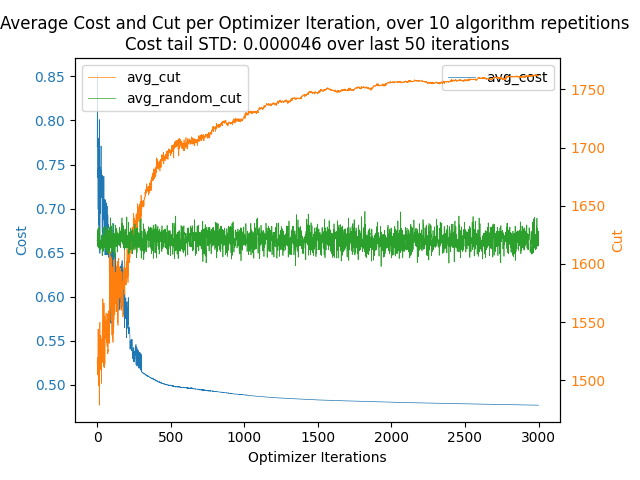 Average Cost and Cut per Optimizer Iteration, over 10 algorithm repetitions
Cost tail STD: 0.000046 over last 50 iterations
avg_cut
avg_random_cut
avg_cost
0.85
0.80
0.75
0.70
0.65
0.60
0.55
0.50
Cost
1750
1700
1650
1600
1550
1500
Cut
0
500
1000
1500
2000
2500
3000
Optimizer Iterations